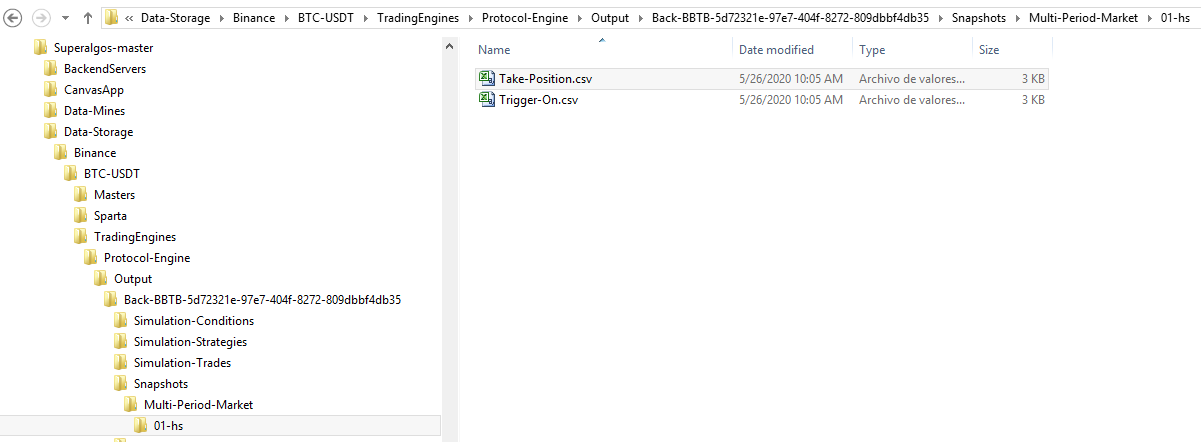 « Data-Storage › Binance › BTC-USDT › TradingEngines › Protocol-Engine › Output › Back-BBTB-5d72321e-97e7-404f-8272-809dbbf4db35 › Snapshots › Multi-Period-Market › 01-hs
Superalgos-master
BackendServers
CanvasApp
Data-Mines
Data-Storage
Binance
BTC-USDT
Masters
Sparta
TradingEngines
Protocol-Engine
Output
Back-BBTB-5d72321e-97e7-404f-8272-809dbbf4db35
Simulation-Conditions
Simulation-Strategies
Simulation-Trades
Snapshots
Multi-Period-Market
01-hs
Name Date modified Type Size
Take-Position.csv 5/26/2020 10:05 AM Archivo de valores... 3 KB
Trigger-On.csv 5/26/2020 10:05 AM Archivo de valores... 3 KB